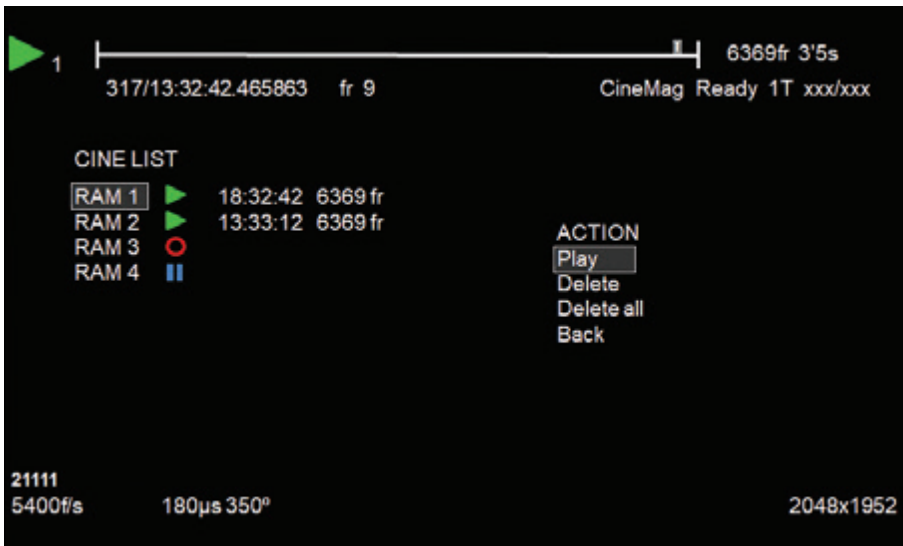 1 6369fr 3'5s
317/13:32:42.465863 fr 9 CineMag Ready 1T xxx/xxx
CINE LIST
RAM 1 18:32:42 6369 fr
RAM 2 13:33:12 6369 fr
RAM 3
RAM 4
ACTION
Play
Delete
Delete all
Back
21111
5400f/s 180µs 350º 2048x1952